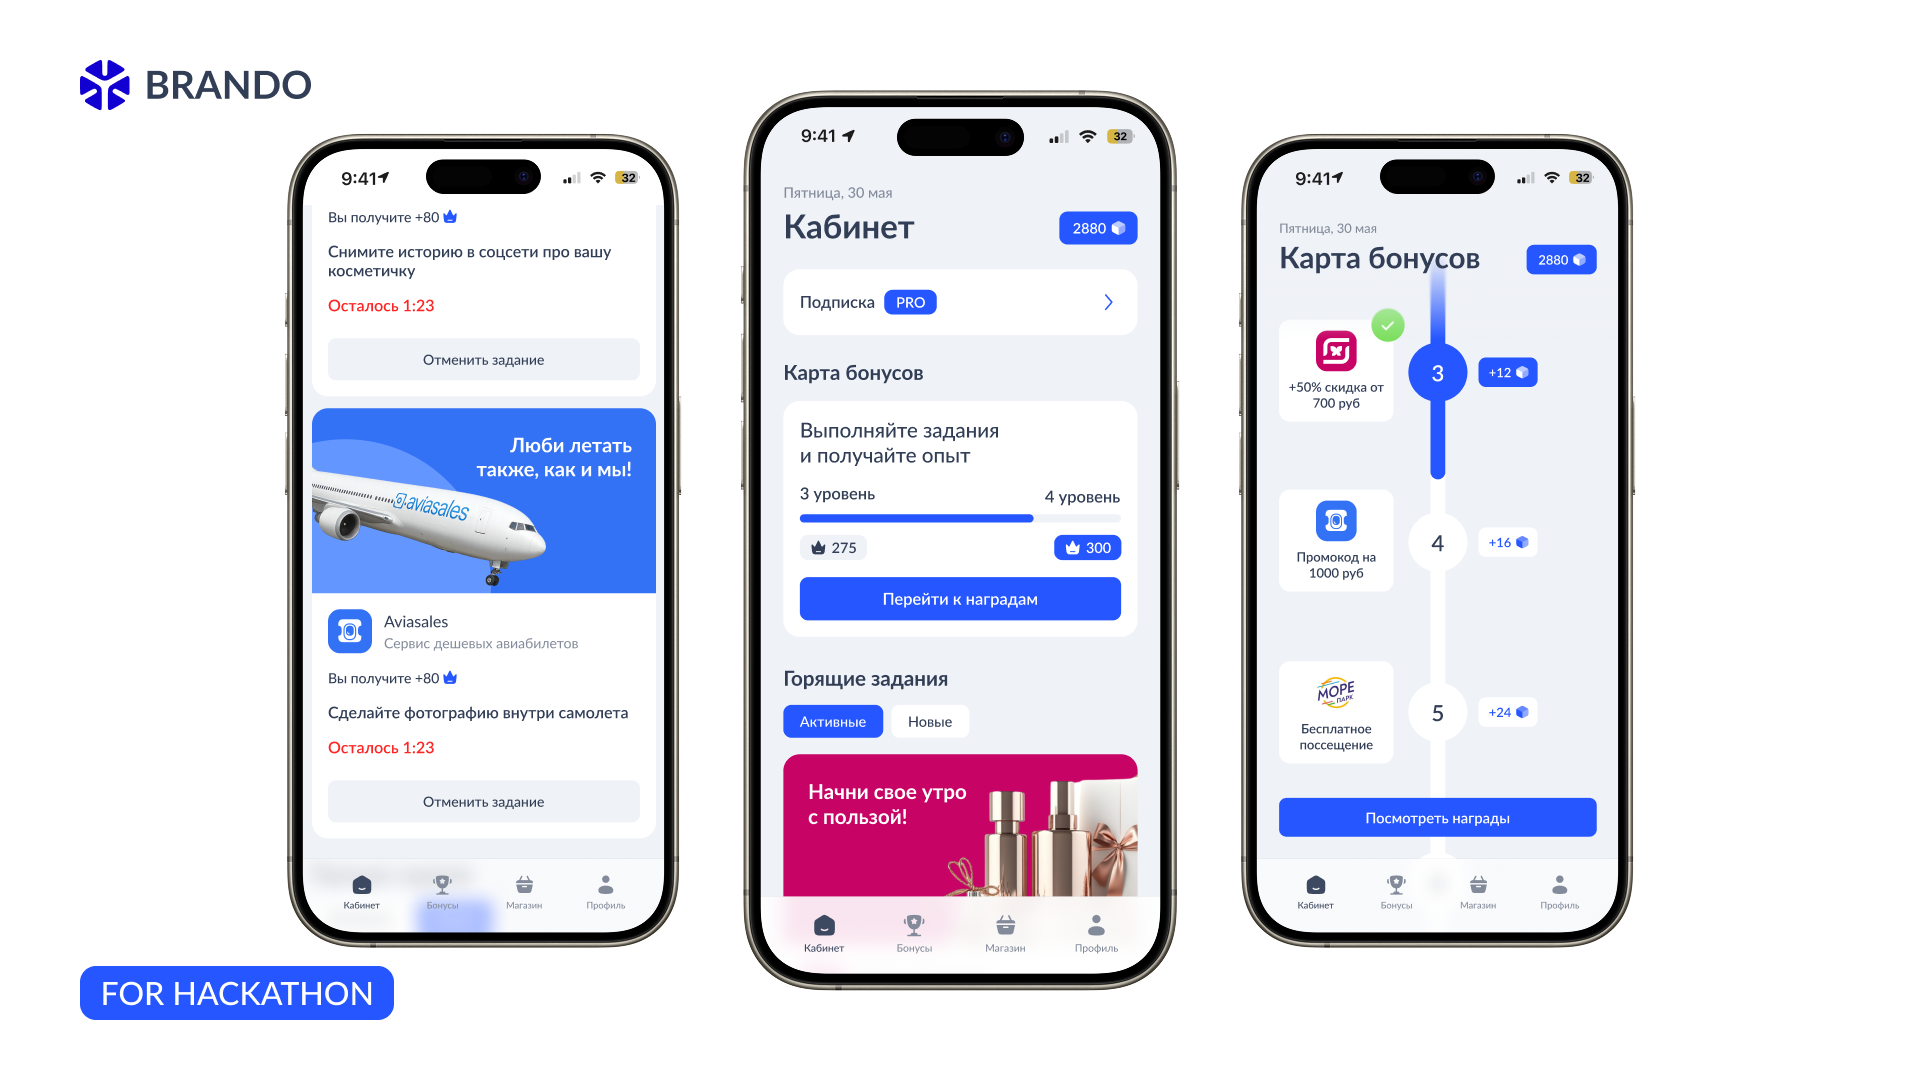 BRANDO
9:41
32
Вы получите +80
Снимите историю в соцсети про вашу
косметичку
Осталось 1:23
Отменить задание
Люби летать
также, как и мы!
aviasales
Aviasales
Сервис дешевых авиабилетов
Вы получите +80
Сделайте фотографию внутри самолета
Осталось 1:23
Отменить задание
Кабинет
Бонусы
Магазин
Профиль
9:41
32
Пятница, 30 мая
Кабинет
2880
Подписка PRO
Карта бонусов
Выполняйте задания
и получайте опыт
3 уровень
4 уровень
275
300
Перейти к наградам
Горящие задания
Активные
Новые
Начни свое утро
с пользой!
Кабинет
Бонусы
Магазин
Профиль
9:41
32
Пятница, 30 мая
Карта бонусов
2880
+50% скидка от
700 руб
3
+12
Промокод на
1000 руб
4
+16
МОРЕ
ПАРК
Бесплатное
поссещение
5
+24
Посмотреть награды
Кабинет
Бонусы
Магазин
Профиль
FOR HACKATHON